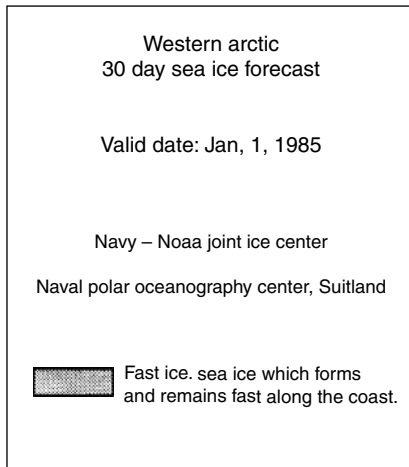 Western arctic
30 day sea ice forecast
Valid date: Jan, 1, 1985
Navy – Noaa joint ice center
Naval polar oceanography center, Suitland
Fast ice. sea ice which forms
and remains fast along the coast.